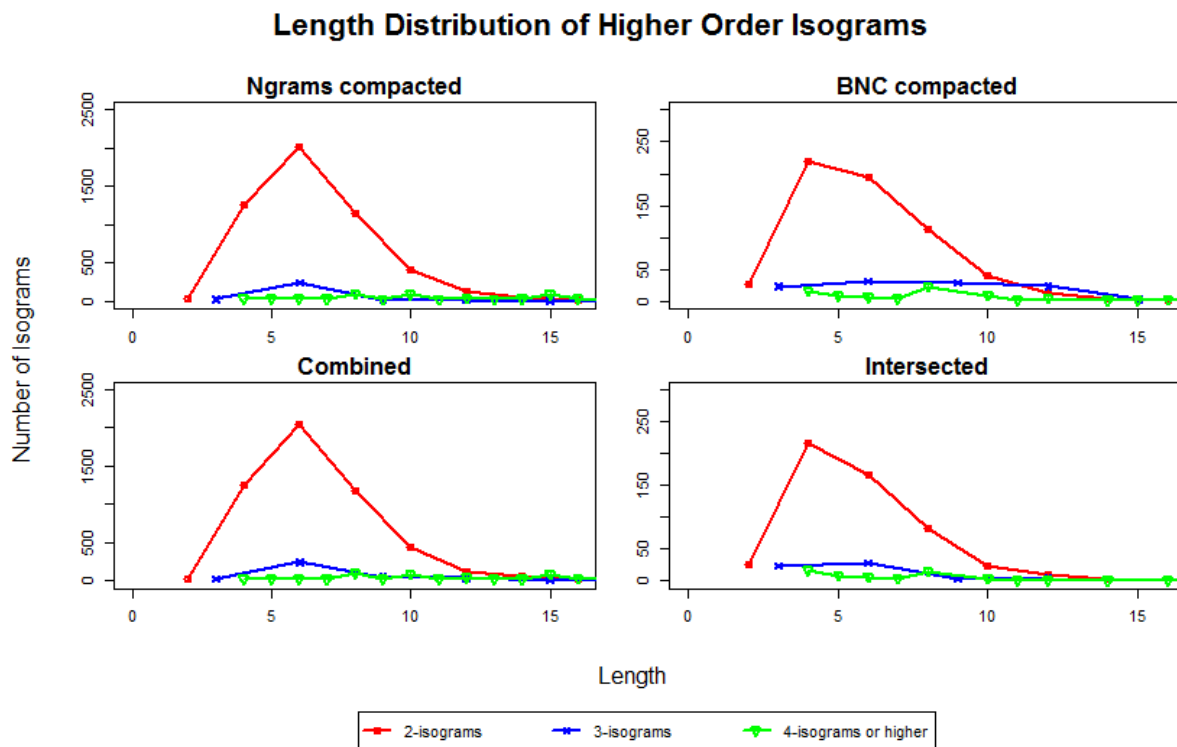 Length Distribution of Higher Order Isograms
Ngrams compacted
BNC compacted
2500
1500
500
0
0 5 10 15
250
150
50
0
0 5 10 15
Combined
Intersected
2500
1500
500
0
0 5 10 15
250
150
50
0
0 5 10 15
Number of Isograms
Length
2-isograms 3-isograms 4-isograms or higher